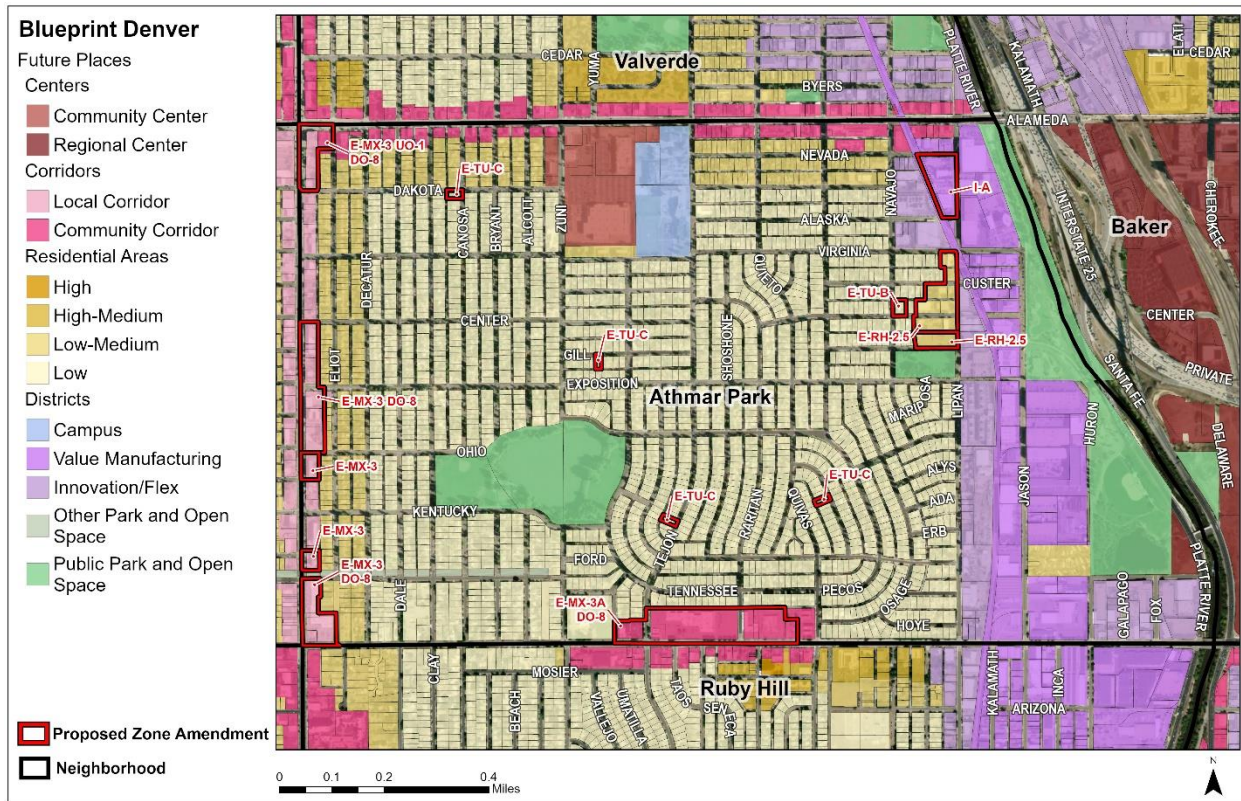 Blueprint Denver
Future Places
Centers
Community Center
Regional Center
Corridors
Local Corridor
Community Corridor
Residential Areas
High
High-Medium
Low-Medium
Low
Districts
Campus
Value Manufacturing
Innovation/Flex
Other Park and Open
Space
Public Park and Open
Space
Proposed Zone Amendment
Neighborhood
0 0.1 0.2 0.4
Miles
N
CEDAR
YUMA
Valverde
BYERS
PLATTE RIVER
KALAMATH
ELATI
CEDAR
ALAMEDA
E-MX-3 UO-1
DO-8
E-TU-C
DAKOTA
CANOSA
BRYANT
ALCOTT
ZUNI
NEVADA
NAVAJO
ALASKA
I-A
INTERSTATE 25
CHEROKEE
Baker
VIRGINIA
DECATUR
QUIETO
CUSTER
E-TU-B
CENTER
CENTER
E-TU-C
GILL
SHOSHONE
E-RH-2.5
E-RH-2.5
ELIOT
EXPOSITION
PRIVATE
SANTA FE
E-MX-3 DO-8
Athmar Park
MARIPOSA
LIPAN
HURON
DELAWARE
OHIO
E-MX-3
ALYS
E-TU-C
JASON
KENTUCKY
E-TU-C
QUIVAS
RARITAN
ADA
ERB
E-MX-3
TEJON
FORD
PLATTE RIVER
E-MX-3
DO-8
DALE
TENNESSEE
PECOS
OSAGE
GALAPAGO
FOX
E-MX-3A
DO-8
HOYE
MOSIER
CLAY
BEACH
VALLEJO
UMATILLA
TAOS
Ruby Hill
SENECA
KALAMATH
INCA
ARIZONA